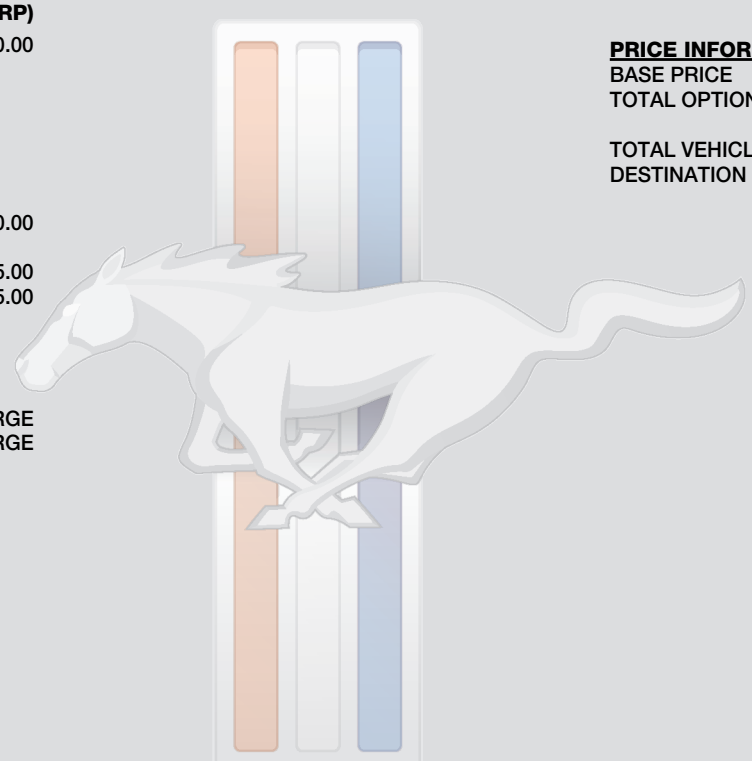 RP)
0.00
0.00
5.00
5.00
RGE
RGE
PRICE INFOR
BASE PRICE
TOTAL OPTION
TOTAL VEHICL
DESTINATION